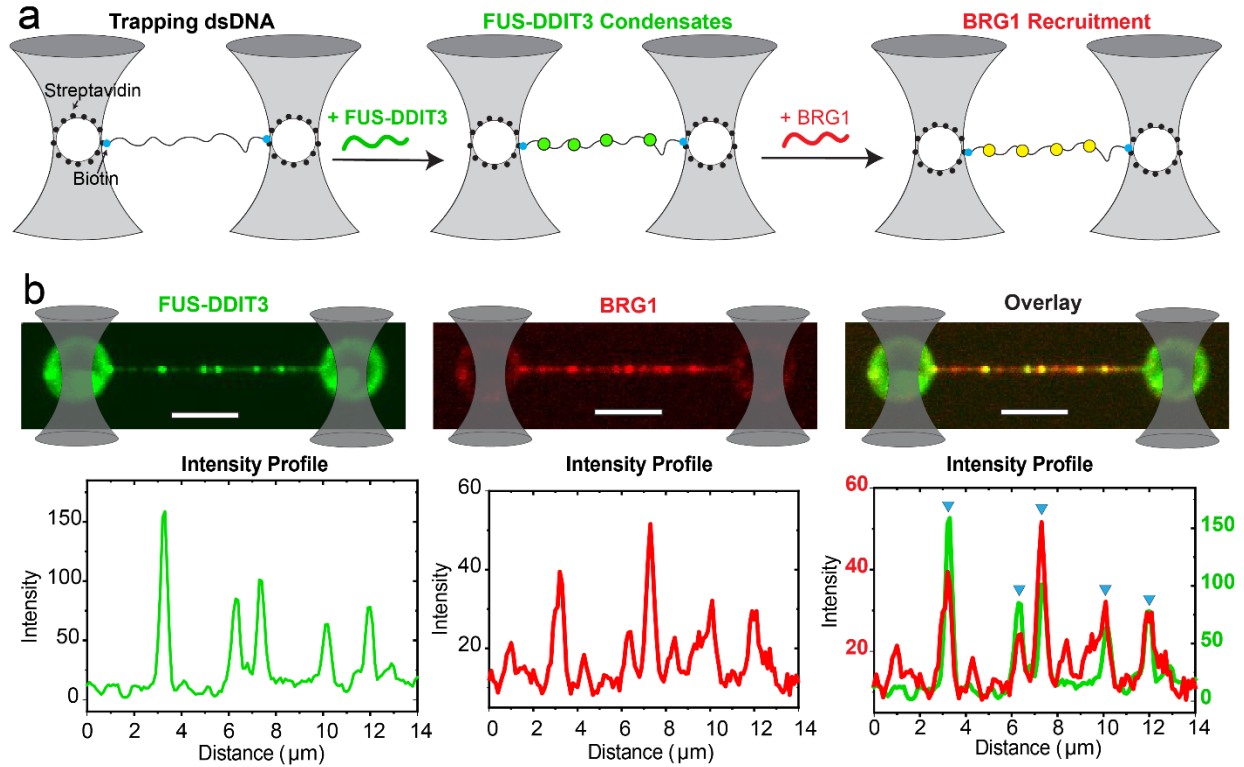 a
Trapping dsDNA
FUS-DDIT3 Condensates
BRG1 Recruitment
Streptavidin
Biotin
+ FUS-DDIT3
+ BRG1
b
FUS-DDIT3
BRG1
Overlay
Intensity Profile
Intensity
150
100
50
0
0 2 4 6 8 10 12 14
Distance (µm)
Intensity Profile
Intensity
60
40
20
0 2 4 6 8 10 12 14
Distance (µm)
Intensity Profile
Intensity
60
50
40
30
20
10
150
100
50
0
0 2 4 6 8 10 12 14
Distance (µm)